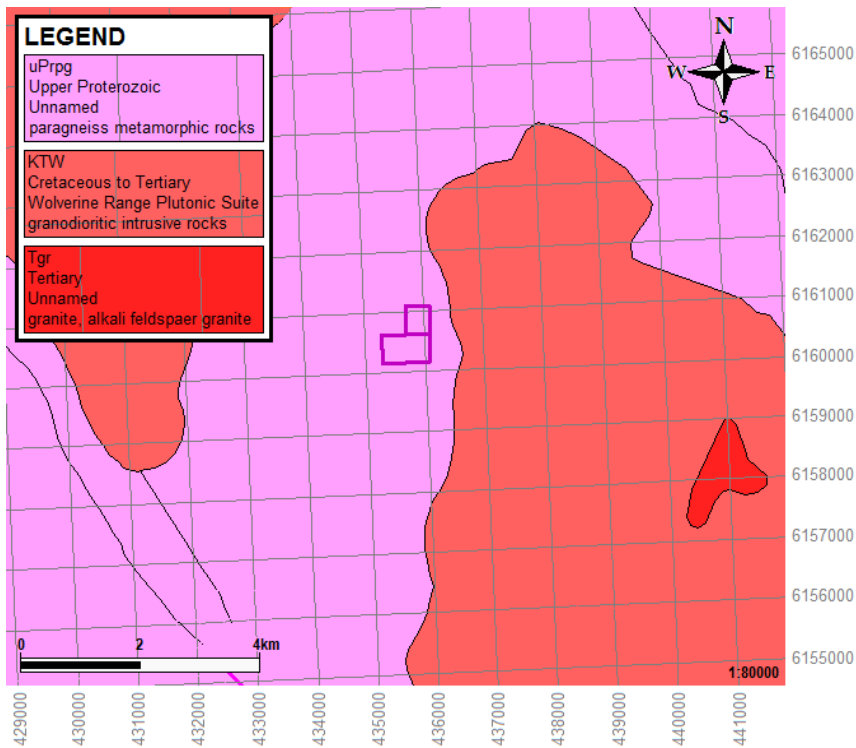 LEGEND
uPrpg
Upper Proterozoic
Unnamed
paragneiss metamorphic rocks
KTW
Cretaceous to Tertiary
Wolverine Range Plutonic Suite
granodioritic intrusive rocks
Tgr
Tertiary
Unnamed
granite, alkali feldspaer granite
N
W E
S
6165000
6164000
6163000
6162000
6161000
6160000
6159000
6158000
6157000
6156000
6155000
0 2 4km
1:80000
429000 430000 431000 432000 433000 434000 435000 436000 437000 438000 439000 440000 441000